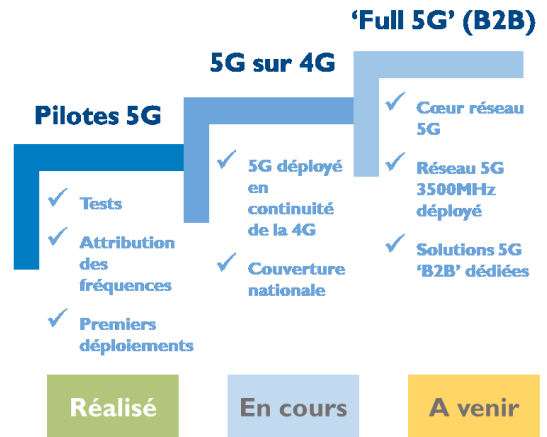 Pilotes 5G
Tests
Attribution
des
fréquences
Premiers
déploiements
Réalisé
5G sur 4G
5G déployé
en
continuité
de la 4G
Couverture
nationale
En cours
‘Full 5G’ (B2B)
Cœur réseau
5G
Réseau 5G
3500MHz
déployé
Solutions 5G
‘B2B’ dédiées
A venir